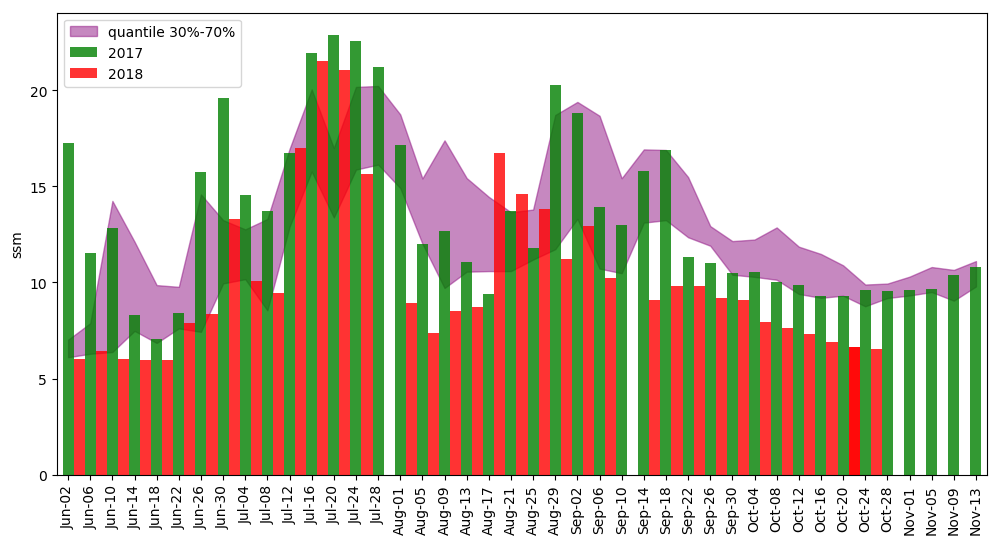 quantile 30%-70%
2017
2018
ssm
20
15
10
5
0
Jun-02
Jun-06
Jun-10
Jun-14
Jun-18
Jun-22
Jun-26
Jun-30
Jul-04
Jul-08
Jul-12
Jul-16
Jul-20
Jul-24
Jul-28
Aug-01
Aug-05
Aug-09
Aug-13
Aug-17
Aug-21
Aug-25
Aug-29
Sep-02
Sep-06
Sep-10
Sep-14
Sep-18
Sep-22
Sep-26
Sep-30
Oct-04
Oct-08
Oct-12
Oct-16
Oct-20
Oct-24
Oct-28
Nov-01
Nov-05
Nov-09
Nov-13